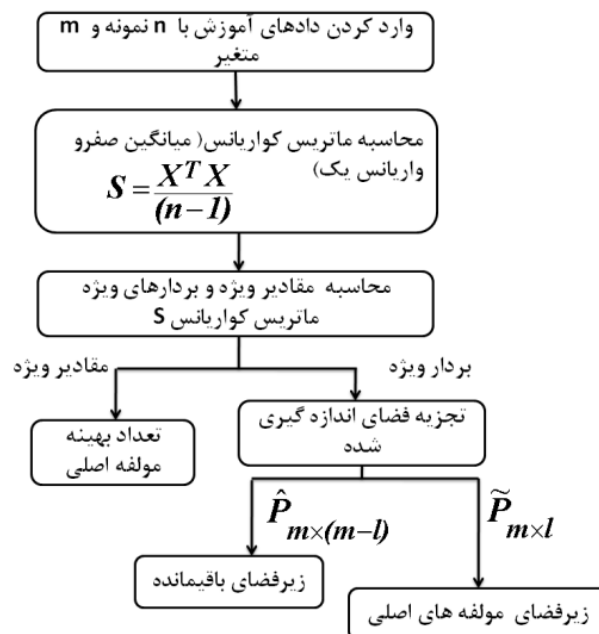 وارد کردن دادهای آموزش با n نمونه و m
متغیر
محاسبه ماتریس کواریانس( میانگین صفرو
واریانس یک)
S = X^T X / (n-1)
محاسبه مقادیر ویژه و بردارهای ویژه
ماتریس کواریانس S
مقادیر ویژه
بردار ویژه
تعداد بهینه
مولفه اصلی
تجزیه فضای اندازه گیری
شده
P̂ m×(m-l)
P̃ m×l
زیرفضای باقیمانده
زیرفضای مولفه های اصلی